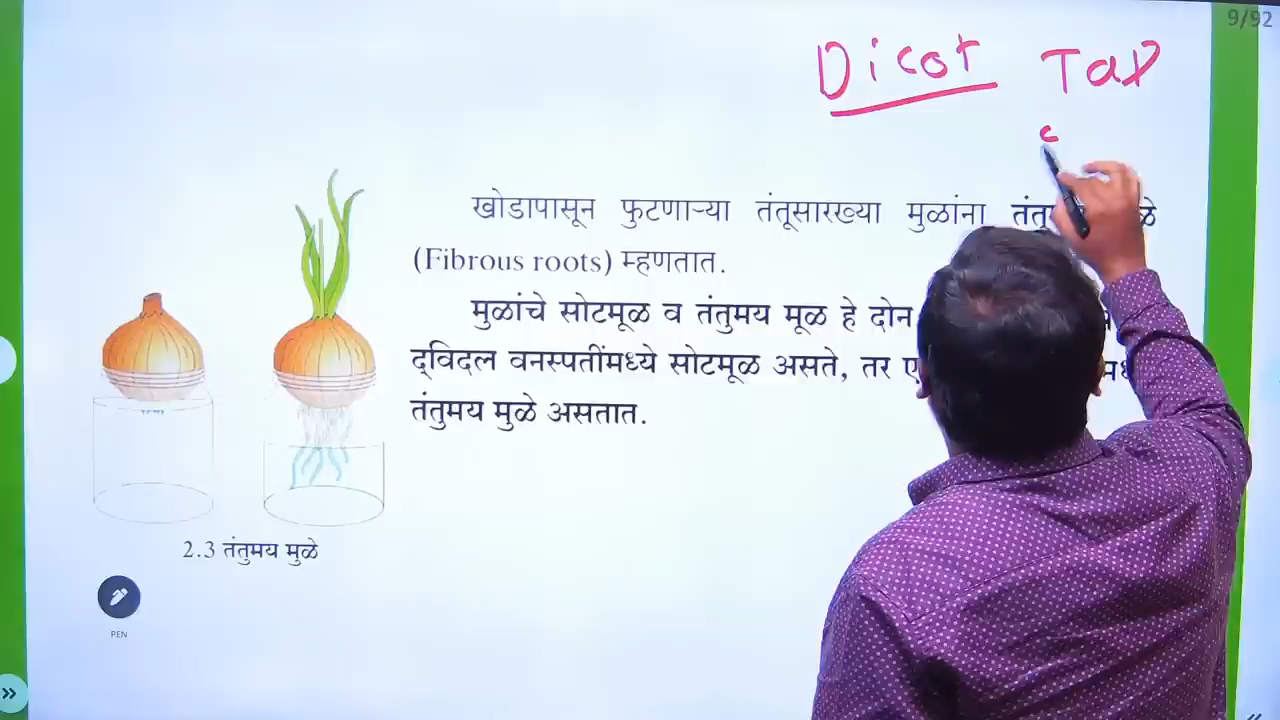 9/92
Dicot Tap
खोडापासून फुटणाऱ्या तंतूसारख्या मुळांना
(Fibrous roots) म्हणतात.
मुळांचे सोटमूळ व तंतुमय मूळ हे दोन
द्‌विदल वनस्पतींमध्ये सोटमूळ असते, तर
तंतुमय मुळे असतात.
2.3 तंतुमय मुळे
PEN